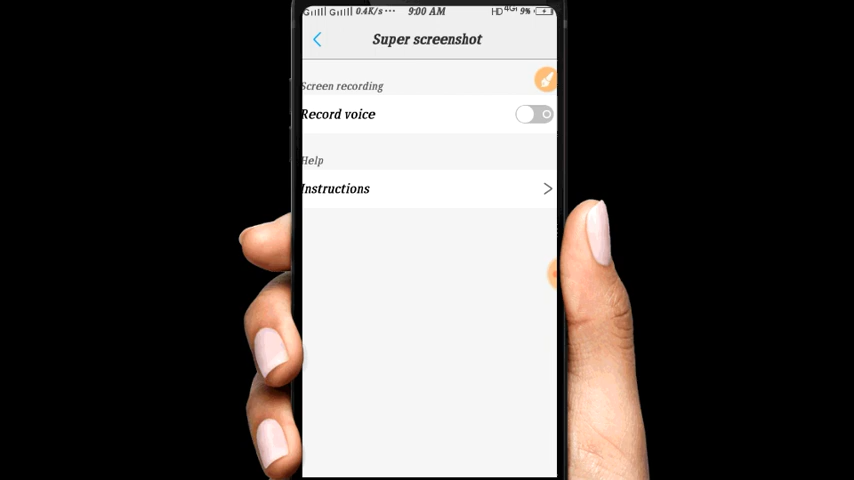 0.4K/s ··· 9:00 AM HD 4G 9%
Super screenshot
Screen recording
Record voice
Help
Instructions